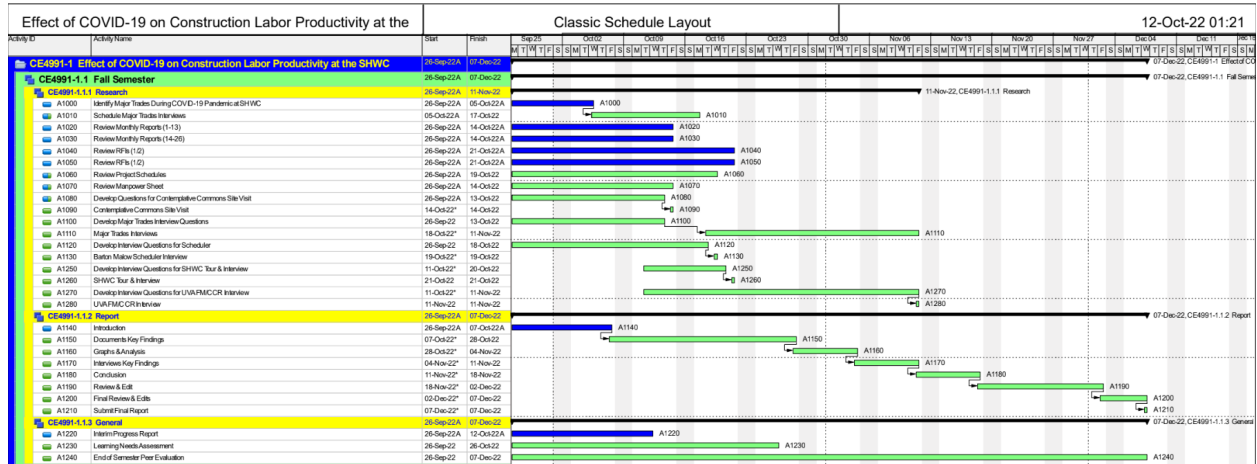 Effect of COVID-19 on Construction Labor Productivity at the Classic Schedule Layout 12-Oct-22 01:21
Activity ID Activity Name Start Finish Sep 25 Oct 02 Oct 09 Oct 16 Oct 23 Oct 30 Nov 06 Nov 13 Nov 20 Nov 27 Dec 04 Dec 11
CE4991-1 Effect of COVID-19 on Construction Labor Productivity at the SHWC 26-Sep-22A 07-Dec-22 07-Dec-22, CE4991-1 Effect of CO
CE4991-1.1 Fall Semester 26-Sep-22A 07-Dec-22 07-Dec-22, CE4991-1.1 Fall Seme
CE4991-1.1.1 Research 26-Sep-22A 11-Nov-22 11-Nov-22, CE4991-1.1.1 Research
A1000 Identify Major Trades During COVID-19 Pandemic at SHWC 26-Sep-22A 05-Oct-22A A1000
A1010 Schedule Major Trades Interviews 05-Oct-22A 17-Oct-22 A1010
A1020 Review Monthly Reports (1-13) 26-Sep-22A 14-Oct-22A A1020
A1030 Review Monthly Reports (14-26) 26-Sep-22A 14-Oct-22A A1030
A1040 Review RFIs (1/2) 26-Sep-22A 21-Oct-22A A1040
A1050 Review RFIs (1/2) 26-Sep-22A 21-Oct-22A A1050
A1060 Review Project Schedules 26-Sep-22A 19-Oct-22 A1060
A1070 Review Manpower Sheet 26-Sep-22A 14-Oct-22 A1070
A1080 Develop Questions for Contemplative Commons Site Visit 26-Sep-22A 13-Oct-22 A1080
A1090 Contemplative Commons Site Visit 14-Oct-22* 14-Oct-22 A1090
A1100 Develop Major Trades Interview Questions 26-Sep-22 13-Oct-22 A1100
A1110 Major Trades Interviews 18-Oct-22* 11-Nov-22 A1110
A1120 Develop Interview Questions for Scheduler 26-Sep-22 18-Oct-22 A1120
A1130 Barton Malow Scheduler Interview 19-Oct-22* 19-Oct-22 A1130
A1250 Develop Interview Questions for SHWC Tour & Interview 11-Oct-22* 20-Oct-22 A1250
A1260 SHWC Tour & Interview 21-Oct-22 21-Oct-22 A1260
A1270 Develop Interview Questions for UVA FM/CCR Interview 11-Oct-22* 11-Nov-22 A1270
A1280 UVA FM/CCR Interview 11-Nov-22 11-Nov-22 A1280
CE4991-1.1.2 Report 26-Sep-22A 07-Dec-22 07-Dec-22, CE4991-1.1.2 Report
A1140 Introduction 26-Sep-22A 07-Oct-22A A1140
A1150 Documents Key Findings 07-Oct-22* 28-Oct-22 A1150
A1160 Graphs & Analysis 28-Oct-22* 04-Nov-22 A1160
A1170 Interviews Key Findings 04-Nov-22* 11-Nov-22 A1170
A1180 Conclusion 11-Nov-22* 18-Nov-22 A1180
A1190 Review & Edit 18-Nov-22* 02-Dec-22 A1190
A1200 Final Review & Edits 02-Dec-22* 07-Dec-22 A1200
A1210 Submit Final Report 07-Dec-22* 07-Dec-22 A1210
CE4991-1.1.3 General 26-Sep-22A 07-Dec-22 07-Dec-22, CE4991-1.1.3 General
A1220 Interim Progress Report 26-Sep-22A 12-Oct-22A A1220
A1230 Learning Needs Assessment 26-Sep-22 26-Oct-22 A1230
A1240 End of Semester Peer Evaluation 26-Sep-22 07-Dec-22 A1240